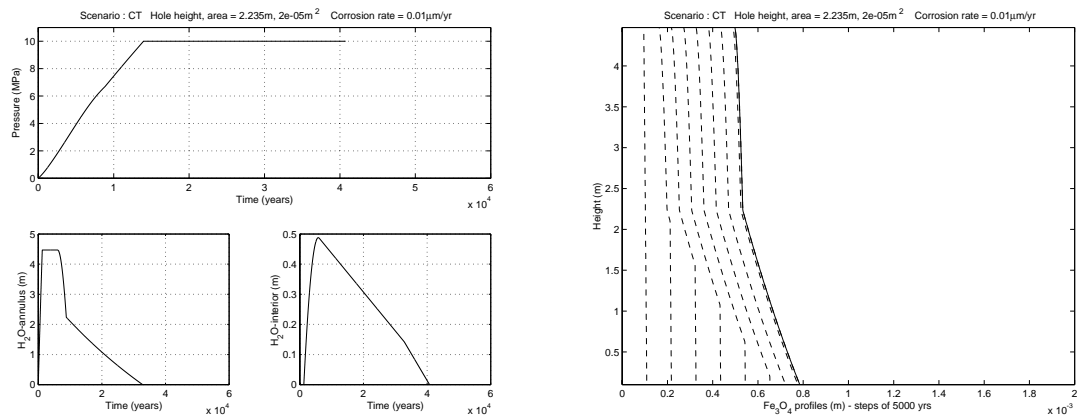 Scenario : CT Hole height, area = 2.235m, 2e-05m² Corrosion rate = 0.01μm/yr
10
8
6
4
2
0
Pressure (MPa)
0 1 2 3 4 5 6
Time (years)
x 10⁴
5
4
3
2
1
0
H₂O-annulus (m)
0 2 4 6
Time (years)
x 10⁴
0.5
0.4
0.3
0.2
0.1
0
H₂O-interior (m)
0 2 4 6
Time (years)
x 10⁴
Scenario : CT Hole height, area = 2.235m, 2e-05m² Corrosion rate = 0.01μm/yr
4
3.5
3
2.5
2
1.5
1
0.5
Height (m)
0 0.2 0.4 0.6 0.8 1 1.2 1.4 1.6 1.8 2
Fe₃O₄ profiles (m) - steps of 5000 yrs
x 10⁻³